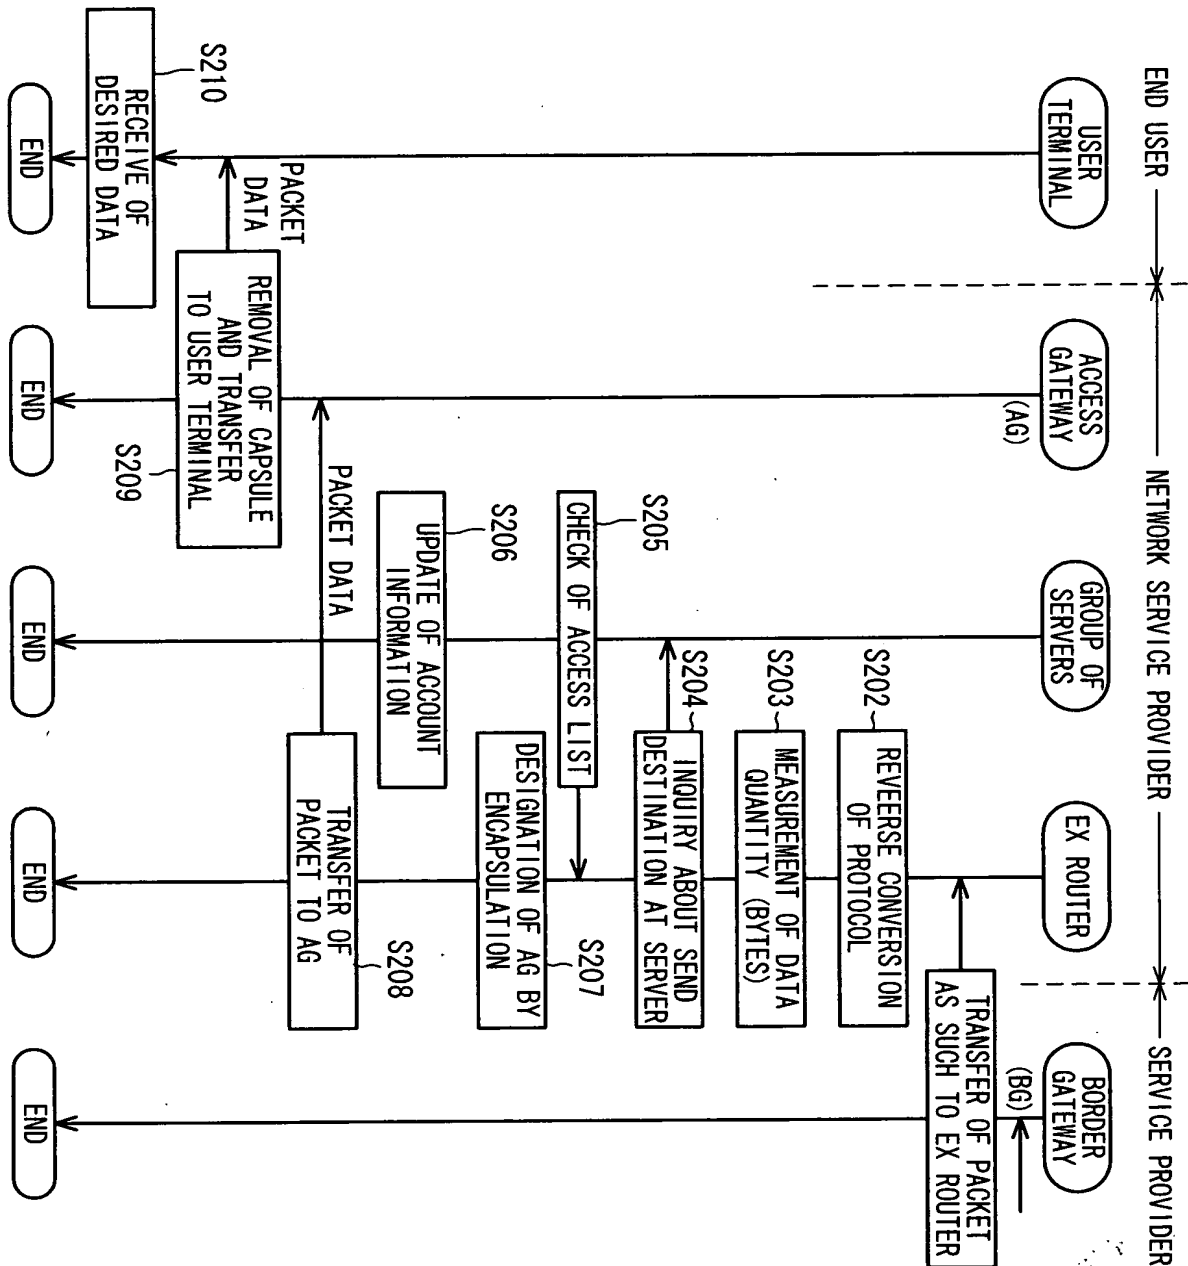 END USER
NETWORK SERVICE PROVIDER
SERVICE PROVIDER
USER
TERMINAL
ACCESS
GATEWAY
(AG)
GROUP OF
SERVERS
EX ROUTER
BORDER
GATEWAY
(BG)
TRANSFER OF PACKET
AS SUCH TO EX ROUTER
S202
REVEERSE CONVERSION
OF PROTOCOL
S203
MEASUREMENT OF DATA
QUANTITY (BYTES)
S204
INQUIRY ABOUT SEND
DESTINATION AT SERVER
S205
CHECK OF ACCESS LIST
S207
DESIGNATION OF AG BY
ENCAPSULATION
S206
UPDATE OF ACCOUNT
INFORMATION
S208
TRANSFER OF
PACKET TO AG
PACKET DATA
REMOVAL OF CAPSULE
AND TRANSFER
TO USER TERMINAL
S209
PACKET
DATA
S210
RECEIVE OF
DESIRED DATA
END
END
END
END
END